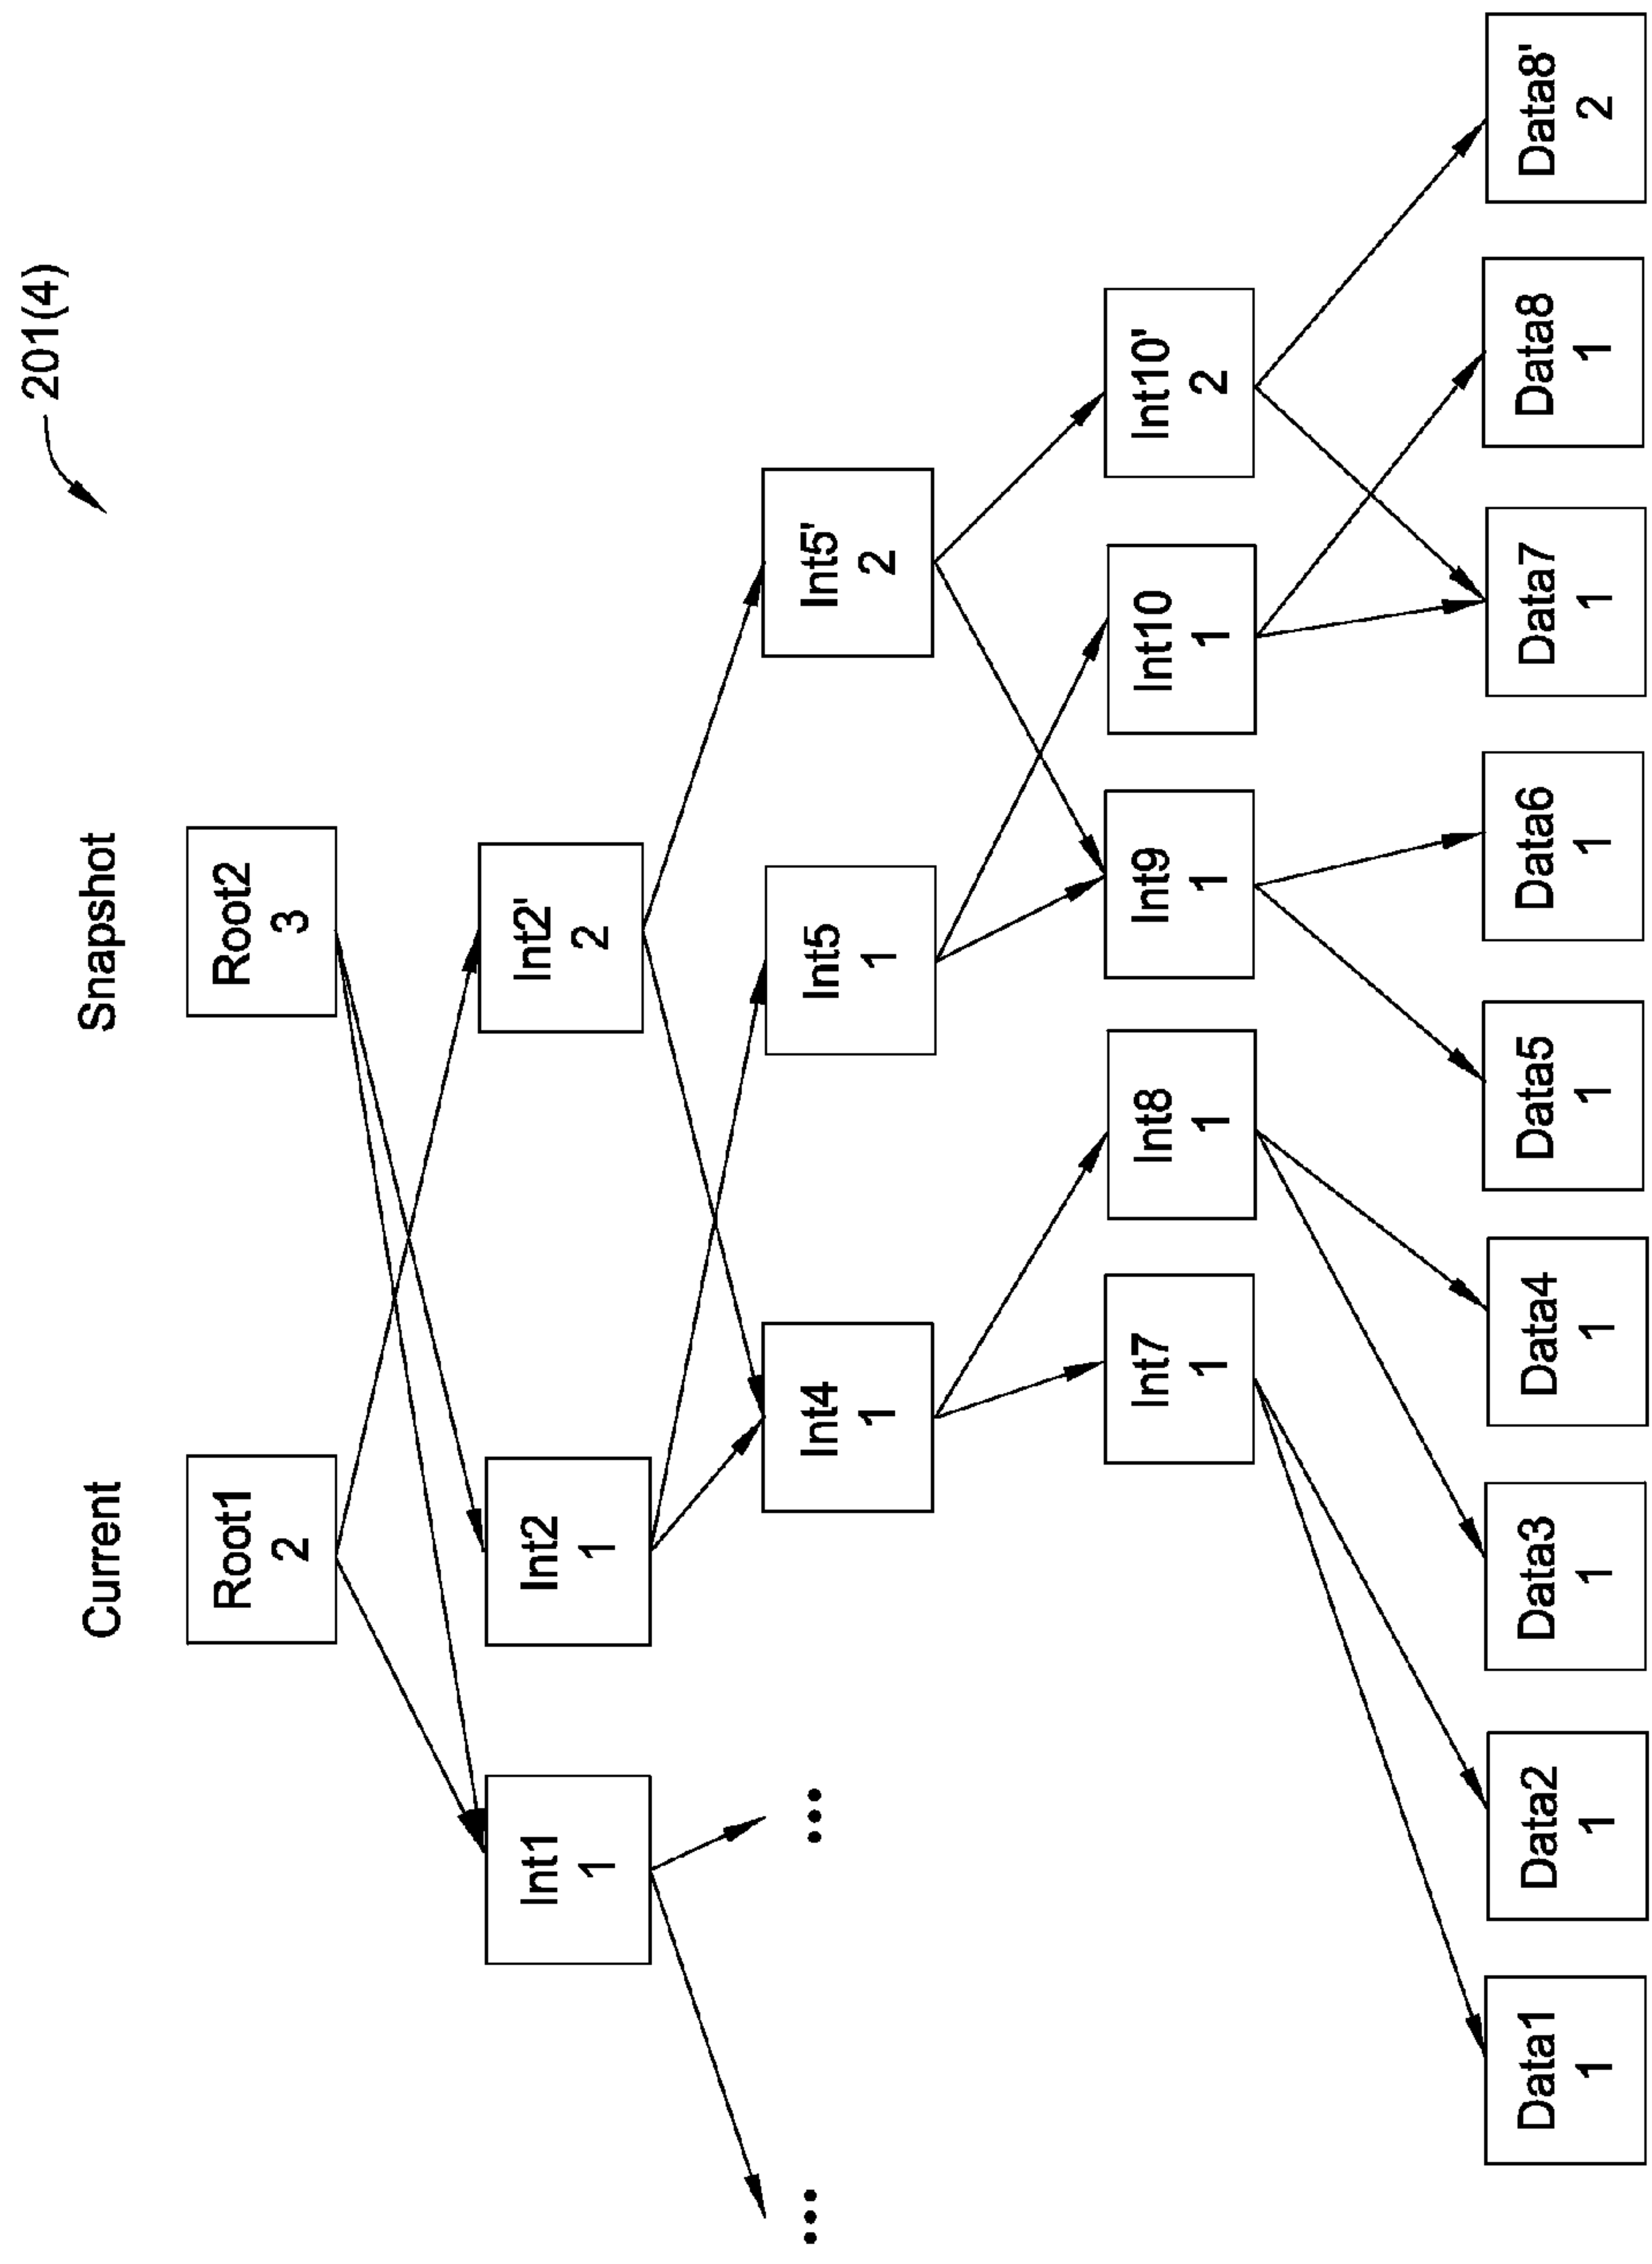 201(4)
Current
Snapshot
Root1
2
Root2
3
Int1
1
Int2
1
Int2'
2
...
...
Int4
1
Int5
1
Int5'
2
Int7
1
Int8
1
Int9
1
Int10
1
Int10'
2
Data1
1
Data2
1
Data3
1
Data4
1
Data5
1
Data6
1
Data7
1
Data8
1
Data8'
2